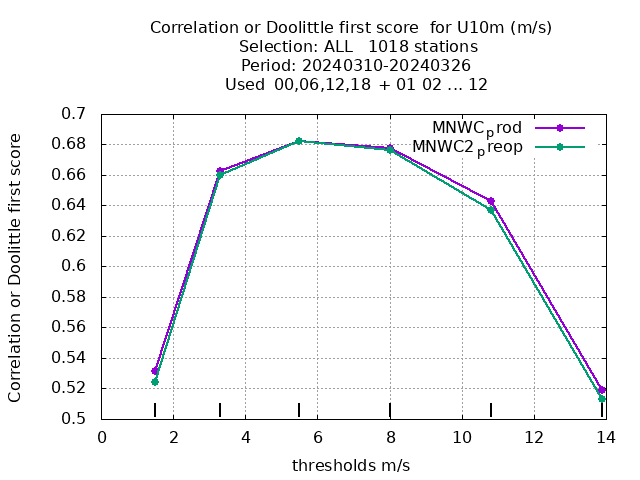 Correlation or Doolittle first score  for U10m (m/s)
Selection: ALL   1018 stations
Period: 20240310-20240326
Used  00,06,12,18 + 01 02 ... 12
MNWC_prod
MNWC2_preop
Correlation or Doolittle first score
0.7
0.68
0.66
0.64
0.62
0.6
0.58
0.56
0.54
0.52
0.5
0 2 4 6 8 10 12 14
thresholds m/s